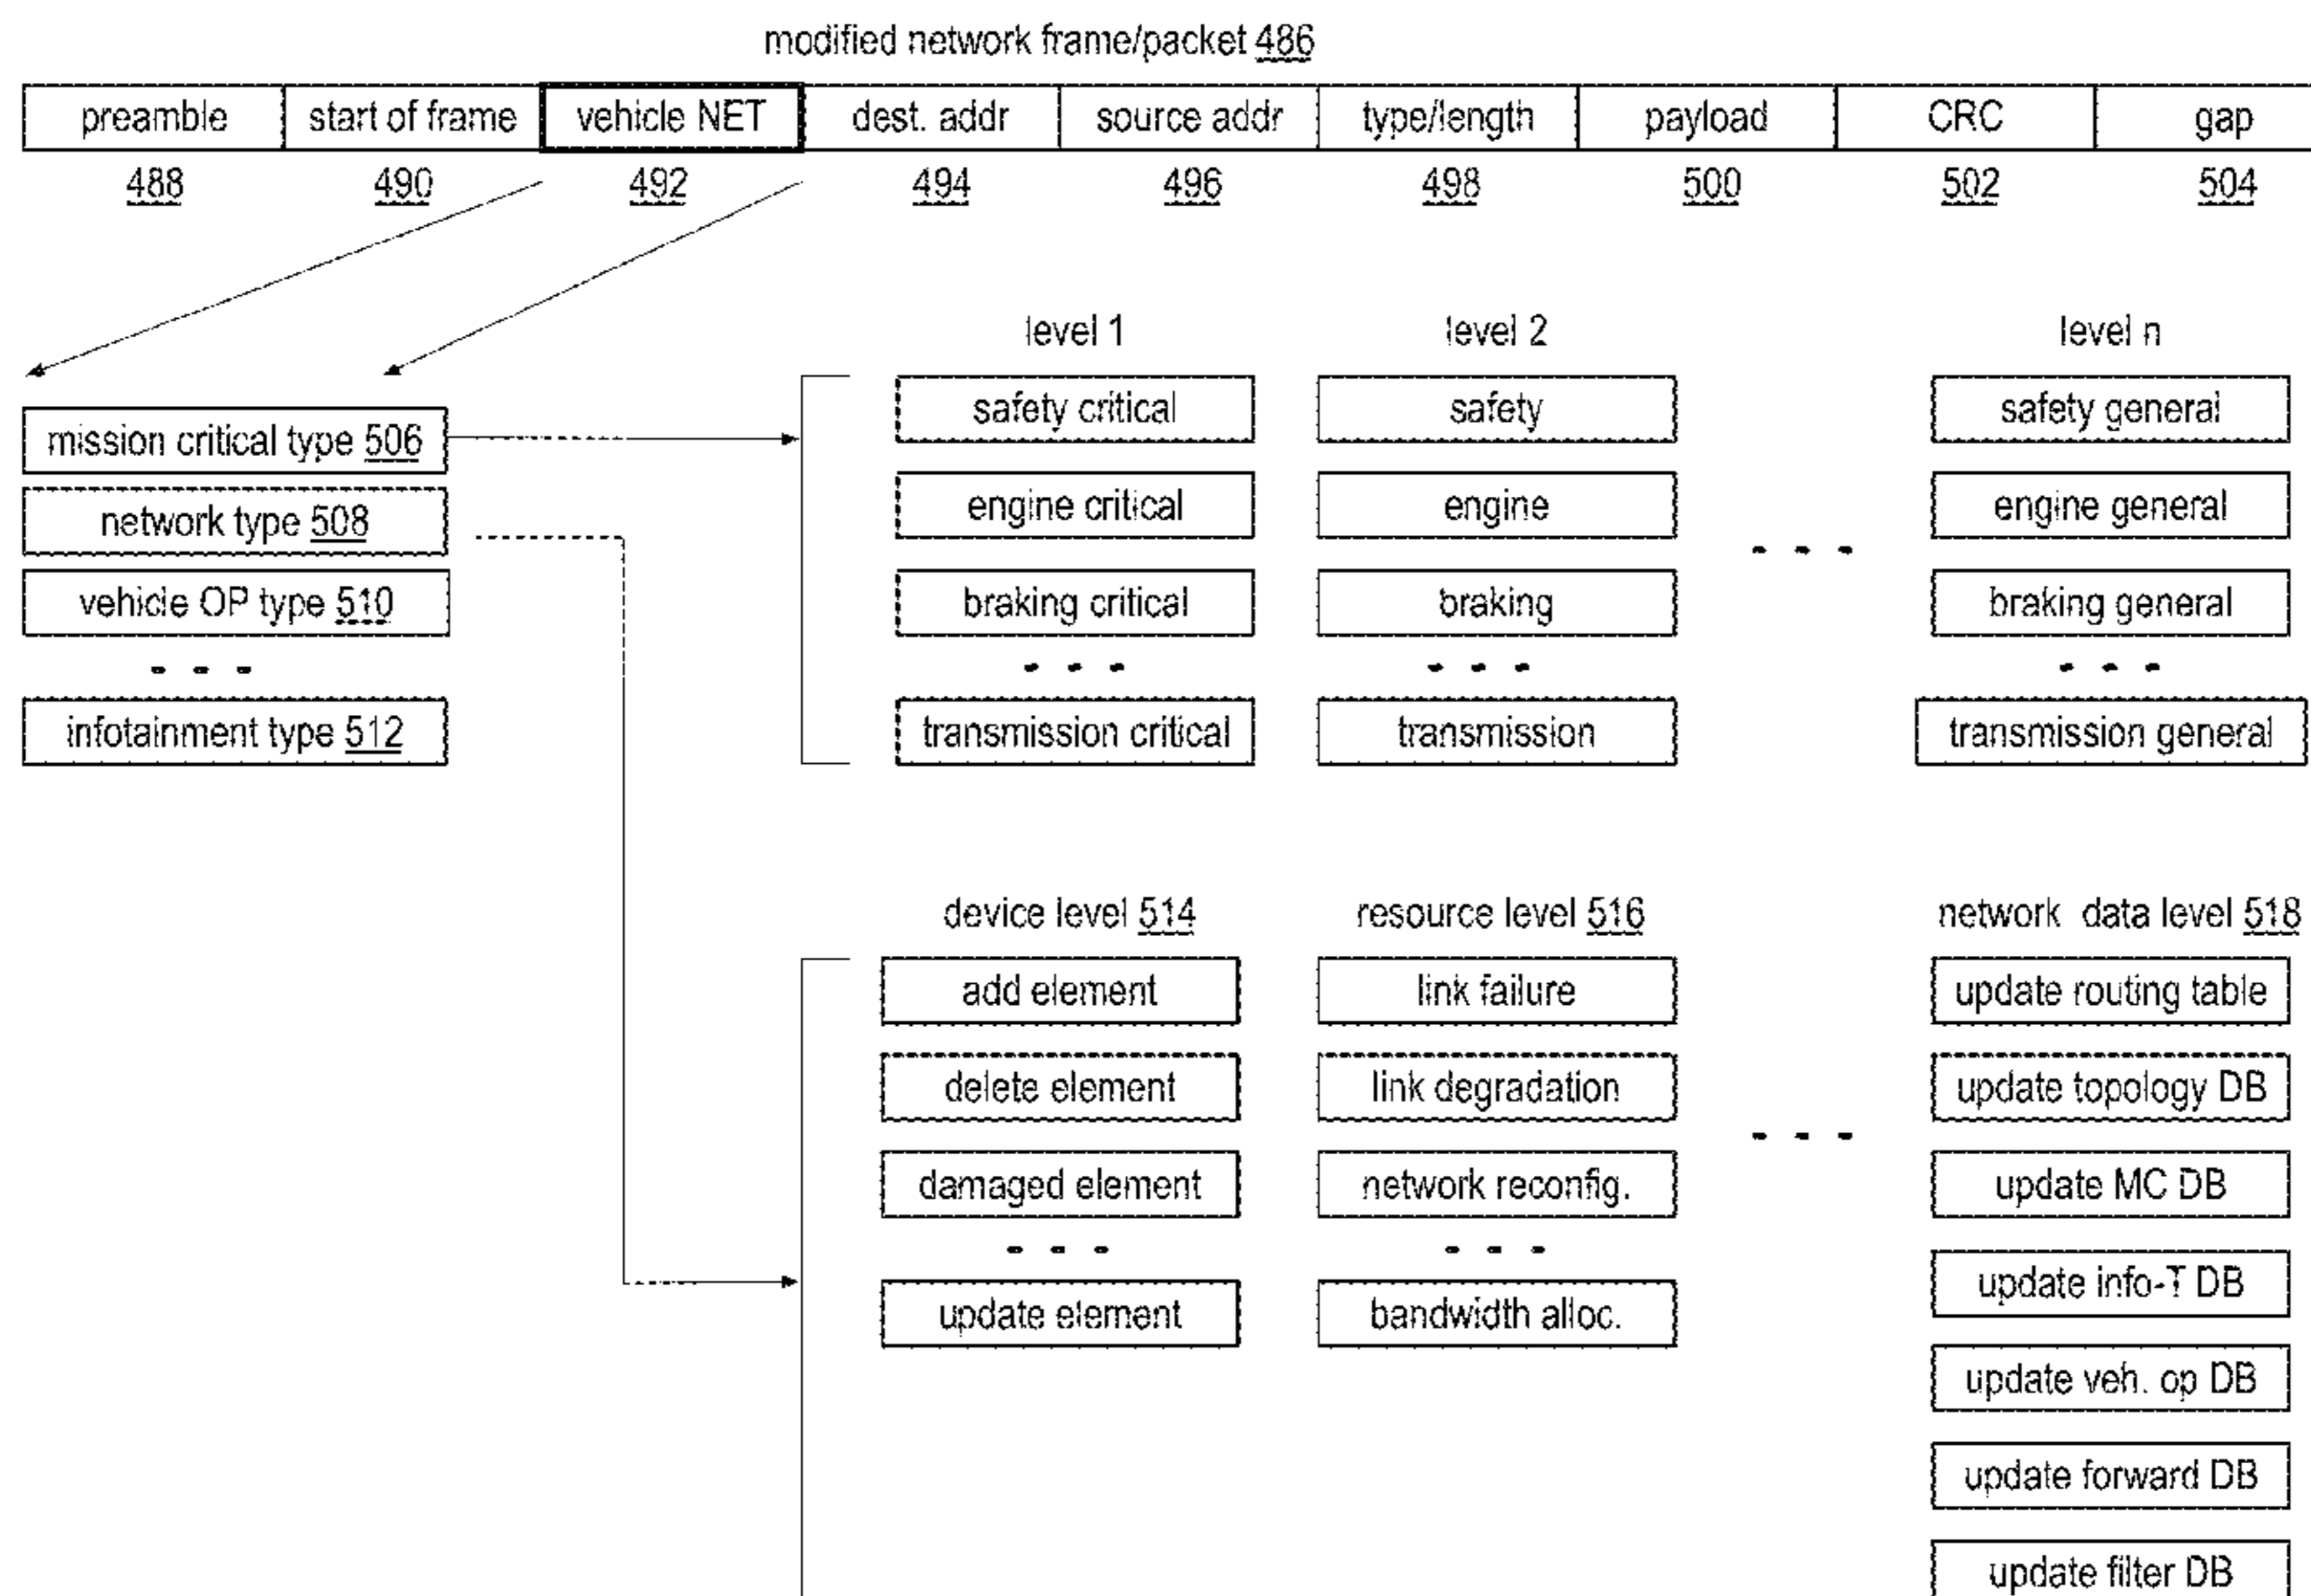 modified network frame/packet 486
preamble start of frame vehicle NET dest. addr source addr type/length payload CRC gap
488 490 492 494 496 498 500 502 504
level 1 level 2 level n
mission critical type 506
network type 508
vehicle OP type 510
- - -
infotainment type 512
safety critical safety safety general
engine critical engine engine general
- - -
braking critical braking braking general
- - - - - - - - -
transmission critical transmission transmission general
device level 514 resource level 516 network data level 518
add element link failure update routing table
delete element link degradation update topology DB
- - -
damaged element network reconfig. update MC DB
- - - - - -
update element bandwidth alloc. update info-T DB
update veh. op DB
update forward DB
update filter DB